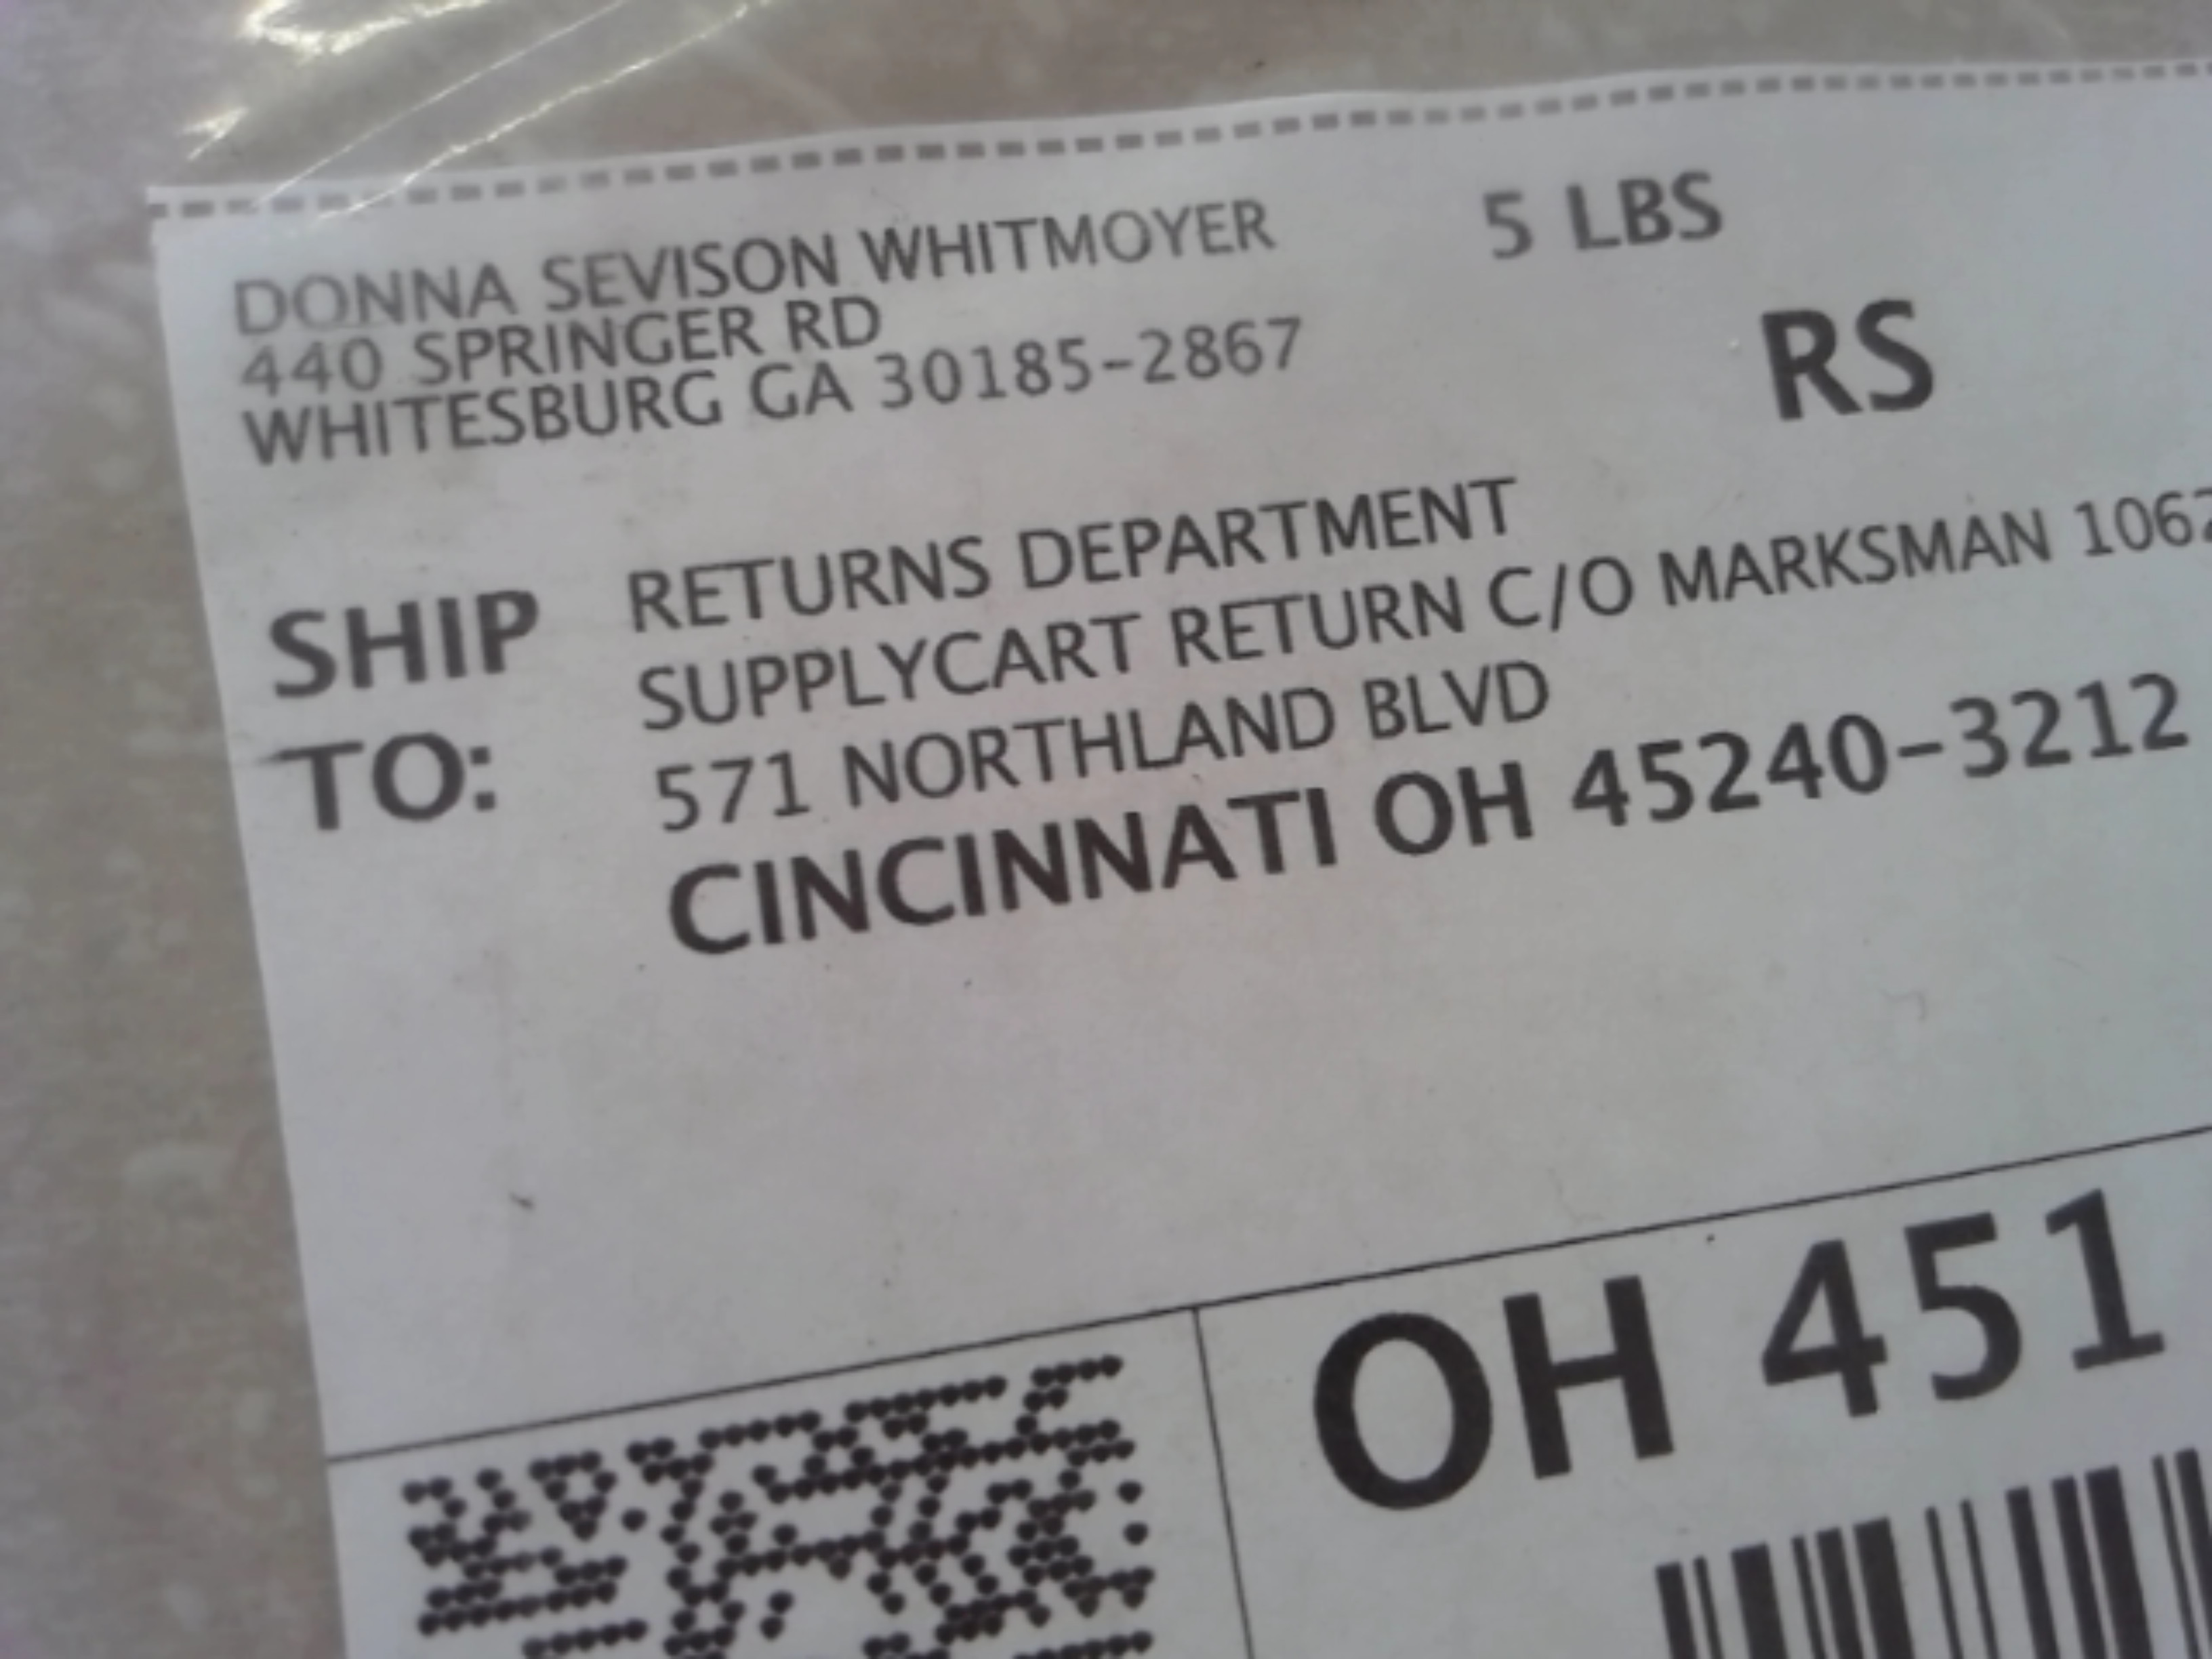 DONNA SEVISON WHITMOYER 5 LBS
440 SPRINGER RD
WHITESBURG GA 30185-2867
RS
SHIP TO:
RETURNS DEPARTMENT
SUPPLYCART RETURN C/O MARKSMAN 1062
571 NORTHLAND BLVD
CINCINNATI OH 45240-3212
OH 451